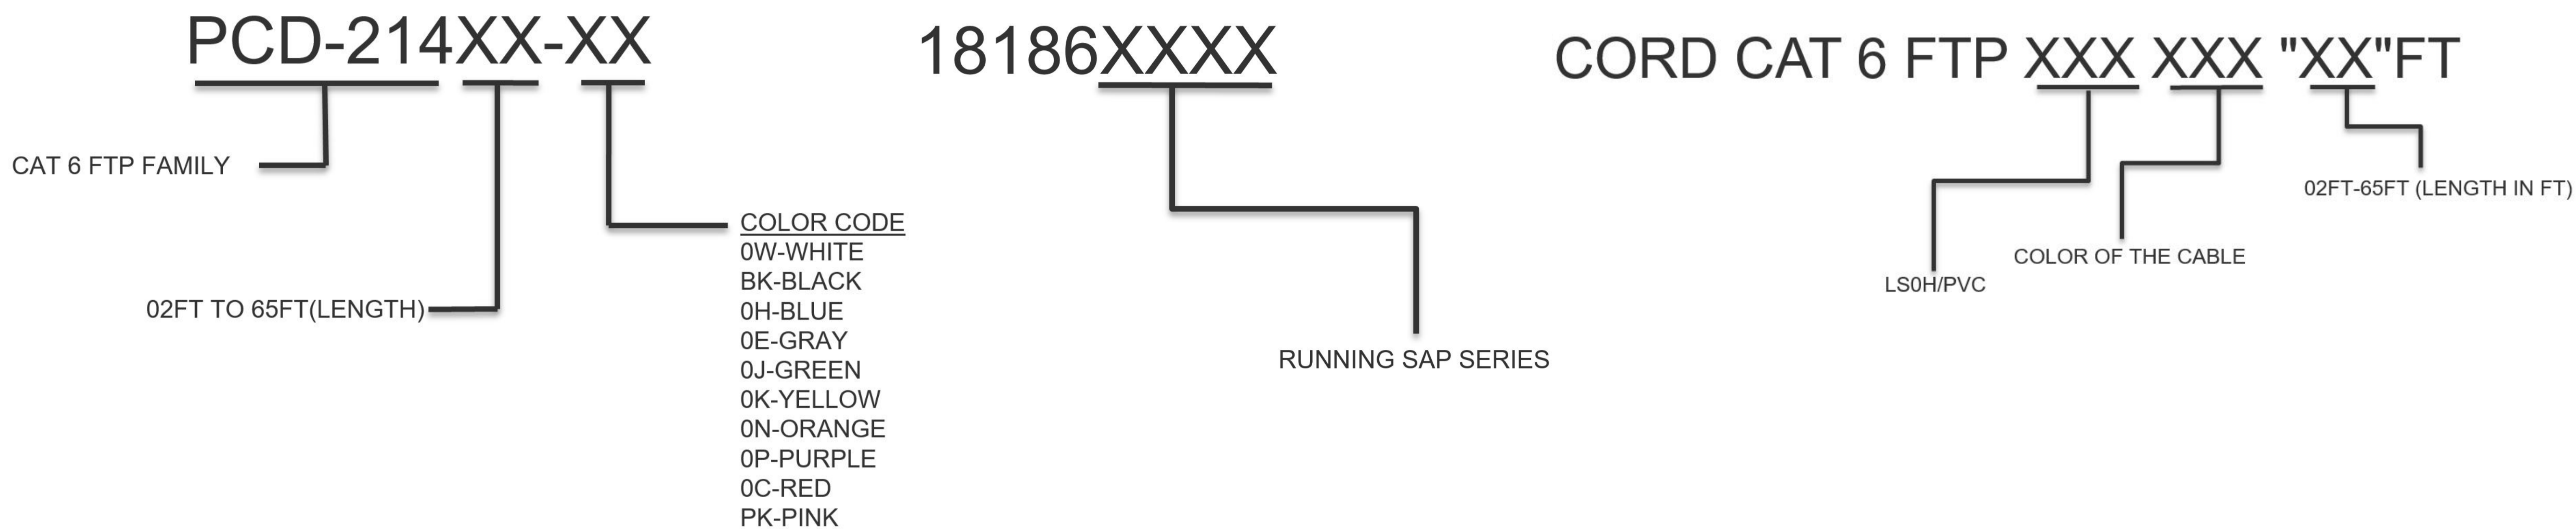 PCD-214XX-XX
CAT 6 FTP FAMILY
02FT TO 65FT(LENGTH)
COLOR CODE
0W-WHITE
BK-BLACK
0H-BLUE
0E-GRAY
0J-GREEN
0K-YELLOW
0N-ORANGE
0P-PURPLE
0C-RED
PK-PINK
18186XXXX
RUNNING SAP SERIES
CORD CAT 6 FTP XXX XXX "XX"FT
LS0H/PVC
COLOR OF THE CABLE
02FT-65FT (LENGTH IN FT)